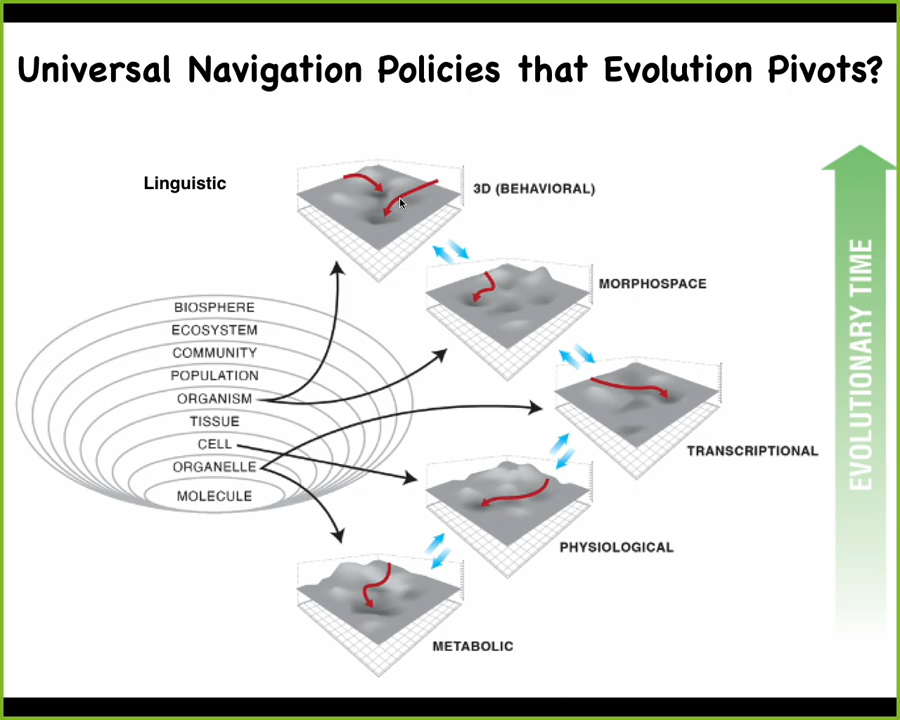 Universal Navigation Policies that Evolution Pivots?
Linguistic
3D (BEHAVIORAL)
MORPHOSPACE
BIOSPHERE
ECOSYSTEM
COMMUNITY
POPULATION
ORGANISM
TISSUE
CELL
ORGANELLE
MOLECULE
TRANSCRIPTIONAL
PHYSIOLOGICAL
METABOLIC
EVOLUTIONARY TIME